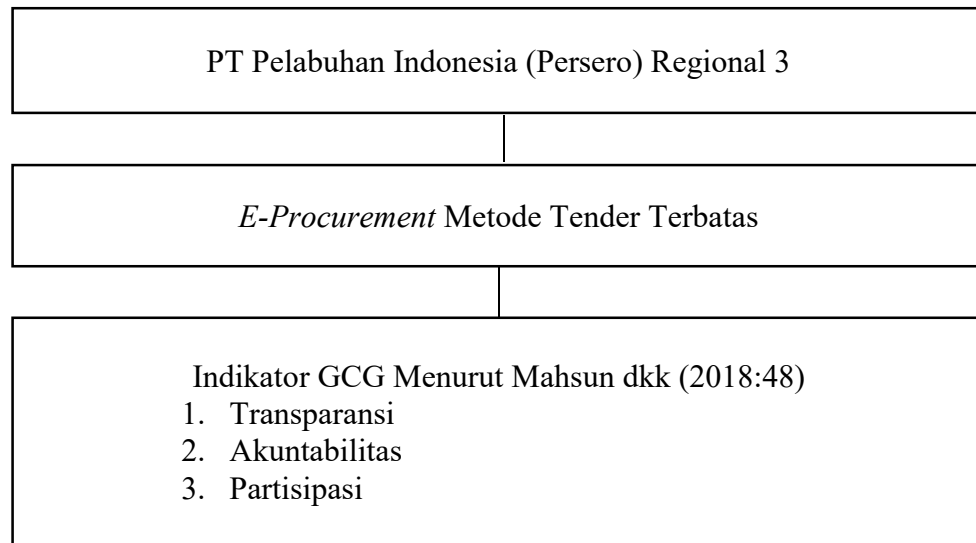 PT Pelabuhan Indonesia (Persero) Regional 3
E-Procurement Metode Tender Terbatas
Indikator GCG Menurut Mahsun dkk (2018:48)
1. Transparansi
2. Akuntabilitas
3. Partisipasi